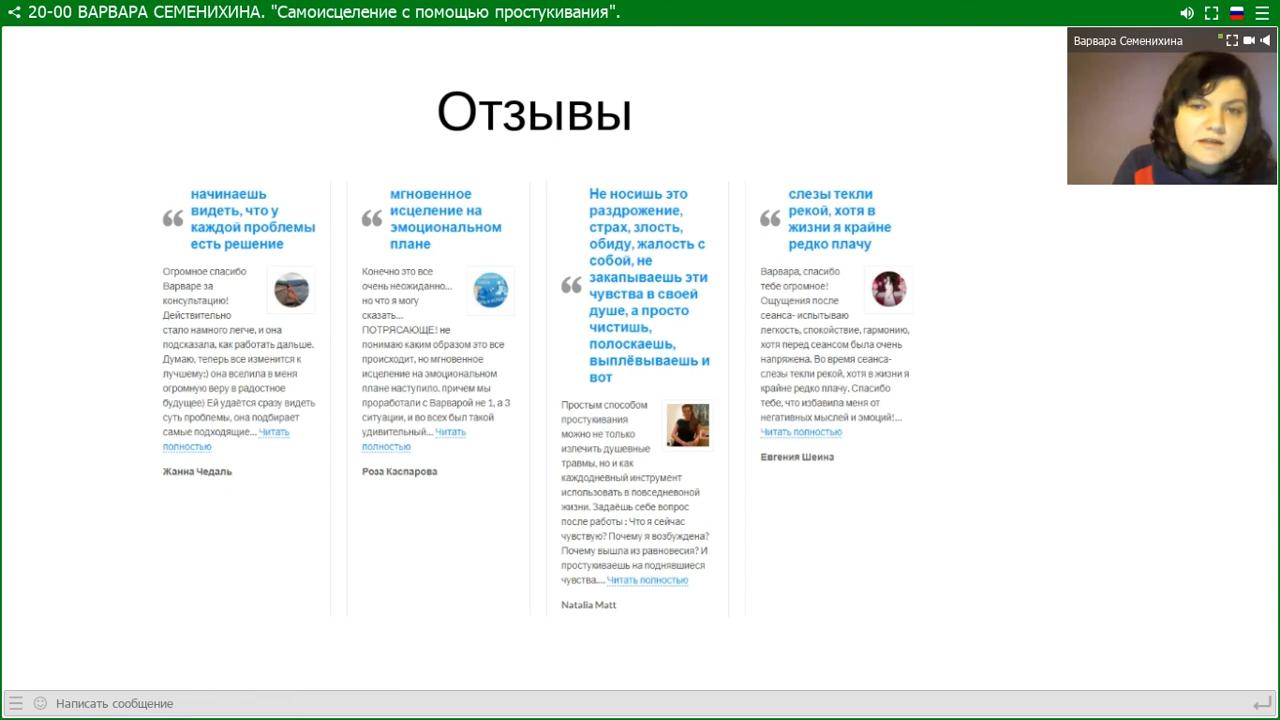 20-00 ВАРВАРА СЕМЕНИХИНА. "Самоисцеление с помощью простукивания".
Варвара Семенихина
Отзывы
начинаешь
видеть, что у
каждой проблемы
есть решение
Огромное спасибо
Варваре за
консультацию!
Действительно
стало намного легче, и она
подсказала, как работать дальше.
Думаю, теперь все изменится к
лучшему:) она вселила в меня
огромную веру в радостное
будущее) Ей удаётся сразу видеть
суть проблемы, она подбирает
самые подходящие... Читать
полностью
Жанна Чедаль
мгновенное
исцеление на
эмоциональном
плане
Конечно это все
очень неожиданно...
но что я могу
сказать...
ПОТРЯСАЮЩЕ! не
понимаю каким образом это все
происходит, но мгновенное
исцеление на эмоциональном
плане наступило. причем мы
проработали с Варварой не 1, а 3
ситуации, и во всех был такой
удивительный... Читать
полностью
Роза Каспарова
Не носишь это
раздрожение,
страх, злость,
обиду, жалость с
собой, не
закапываешь эти
чувства в своей
душе, а просто
чистишь,
полоскаешь,
выплёвываешь и
вот
Простым способом
простукивания
можно не только
излечить душевные
травмы, но и как
каждодневный инструмент
использовать в повседневоной
жизни. Задаёшь себе вопрос
после работы : Что я сейчас
чувствую? Почему я возбуждена?
Почему вышла из равновесия? И
простукиваешь на поднявшиеся
чувства.... Читать полностью
Natalia Matt
слезы текли
рекой, хотя в
жизни я крайне
редко плачу
Варвара, спасибо
тебе огромное!
Ощущения после
сеанса- испытываю
легкость, спокойствие, гармонию,
хотя перед сеансом была очень
напряжена. Во время сеанса-
слезы текли рекой, хотя в жизни я
крайне редко плачу. Спасибо
тебе, что избавила меня от
негативных мыслей и эмоций!...
Читать полностью
Евгения Шеина
Написать сообщение